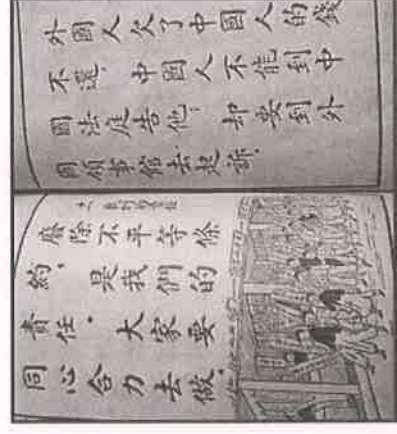 外國人欠了中國人的錢
不還,中國人不能到中
國法庭告他,却要到外
國領事館去起訴.
廢除不平等條
約,是我們的
責任.大家要
同心合力去做.